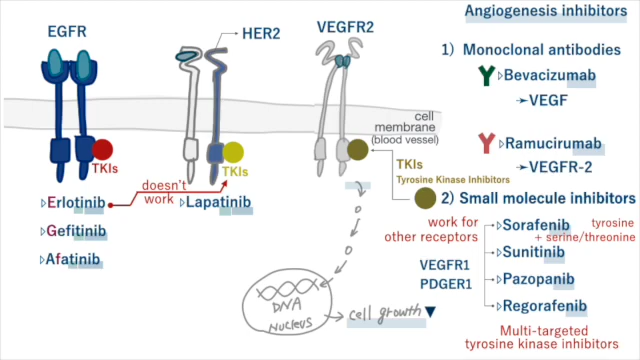 EGFR
TKIs
▷Erlotinib
▷Gefitinib
▷Afatinib
doesn't
work
HER2
TKIs
▷Lapatinib
VEGFR2
cell
membrane
(blood vessel)
TKIs
Tyrosine Kinase Inhibitors
DNA
NUCLEUS
cell growth▼
Angiogenesis inhibitors
1) Monoclonal antibodies
▷Bevacizumab
→VEGF
▷Ramucirumab
→VEGFR-2
2) Small molecule inhibitors
work for
other receptors
VEGFR1
PDGER1
▷Sorafenib
tyrosine
+ serine/threonine
▷Sunitinib
▷Pazopanib
▷Regorafenib
Multi-targeted
tyrosine kinase inhibitors